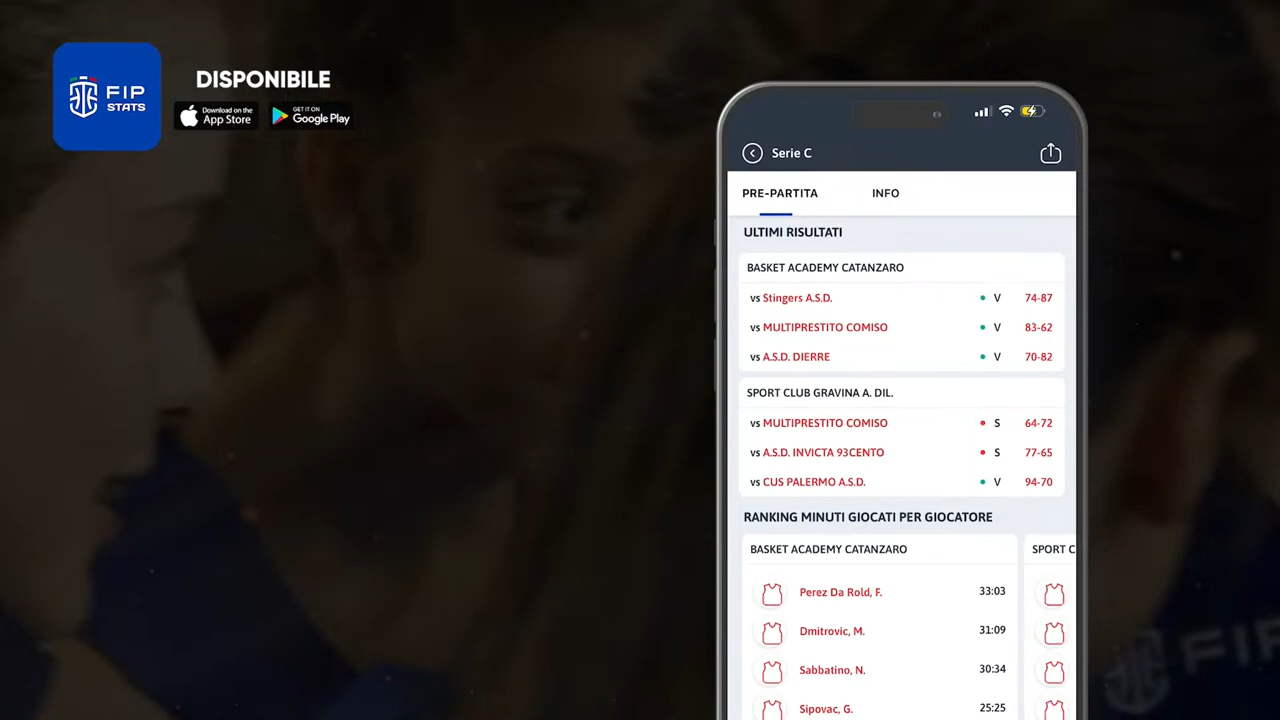 FIP
STATS
DISPONIBILE
Download on the
App Store
GET IT ON
Google Play
Serie C
PRE-PARTITA
INFO
ULTIMI RISULTATI
BASKET ACADEMY CATANZARO
vs Stingers A.S.D. V 74-87
vs MULTIPRESTITO COMISO V 83-62
vs A.S.D. DIERRE V 70-82
SPORT CLUB GRAVINA A. DIL.
vs MULTIPRESTITO COMISO S 64-72
vs A.S.D. INVICTA 93CENTO S 77-65
vs CUS PALERMO A.S.D. V 94-70
RANKING MINUTI GIOCATI PER GIOCATORE
BASKET ACADEMY CATANZARO
SPORT C
Perez Da Rold, F. 33:03
Dmitrovic, M. 31:09
Sabbatino, N. 30:34
Sipovac, G. 25:25
FIP